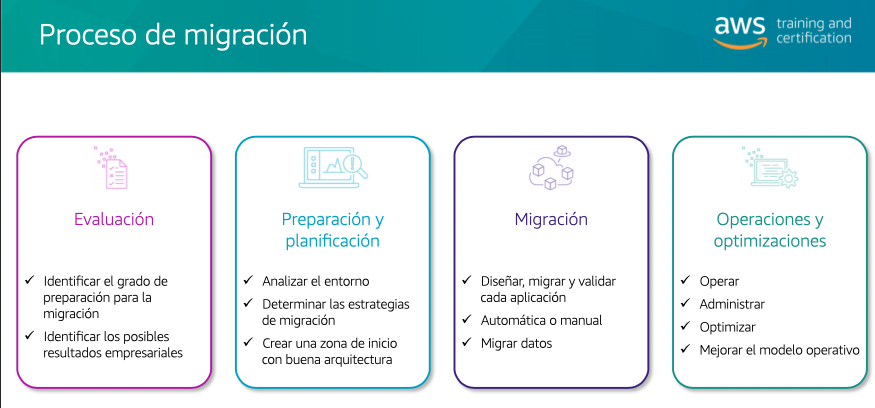 Proceso de migración
aws training and
certification
Evaluación
✓ Identificar el grado de
preparación para la
migración
✓ Identificar los posibles
resultados empresariales
Preparación y
planificación
✓ Analizar el entorno
✓ Determinar las estrategias
de migración
✓ Crear una zona de inicio
con buena arquitectura
Migración
✓ Diseñar, migrar y validar
cada aplicación
✓ Automática o manual
✓ Migrar datos
Operaciones y
optimizaciones
✓ Operar
✓ Administrar
✓ Optimizar
✓ Mejorar el modelo operativo